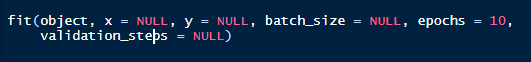 fit(object, x = NULL, y = NULL, batch_size = NULL, epochs = 10,
validation_steps = NULL)